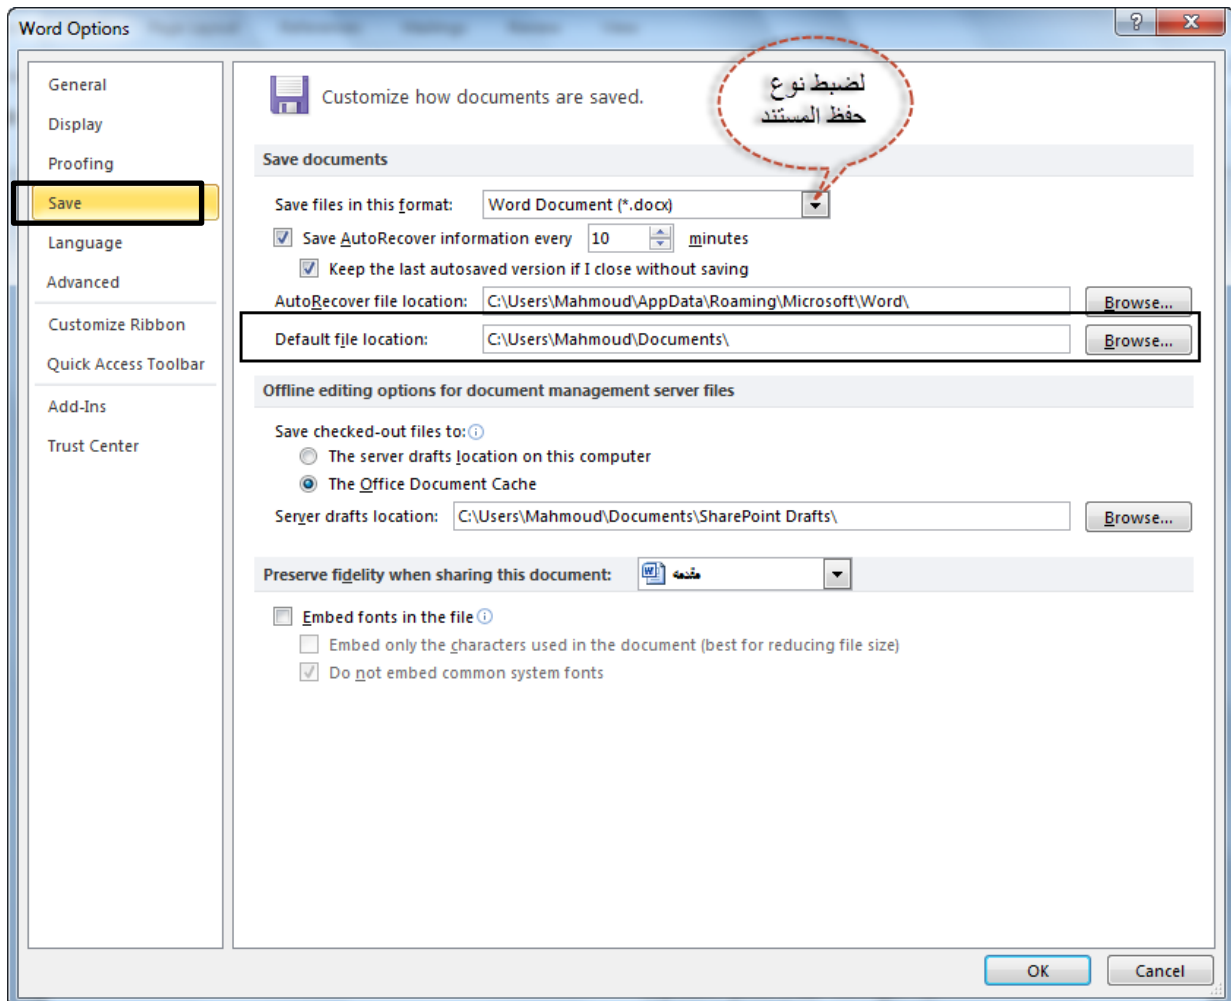 Word Options
General
Display
Proofing
Save
Language
Advanced
Customize Ribbon
Quick Access Toolbar
Add-Ins
Trust Center
Customize how documents are saved.
لضبط نوع
حفظ المستند
Save documents
Save files in this format: Word Document (*.docx)
Save AutoRecover information every 10 minutes
Keep the last autosaved version if I close without saving
AutoRecover file location: C:\Users\Mahmoud\AppData\Roaming\Microsoft\Word\ Browse...
Default file location: C:\Users\Mahmoud\Documents\ Browse...
Offline editing options for document management server files
Save checked-out files to:
The server drafts location on this computer
The Office Document Cache
Server drafts location: C:\Users\Mahmoud\Documents\SharePoint Drafts\ Browse...
Preserve fidelity when sharing this document: مقدمه
Embed fonts in the file
Embed only the characters used in the document (best for reducing file size)
Do not embed common system fonts
OK Cancel